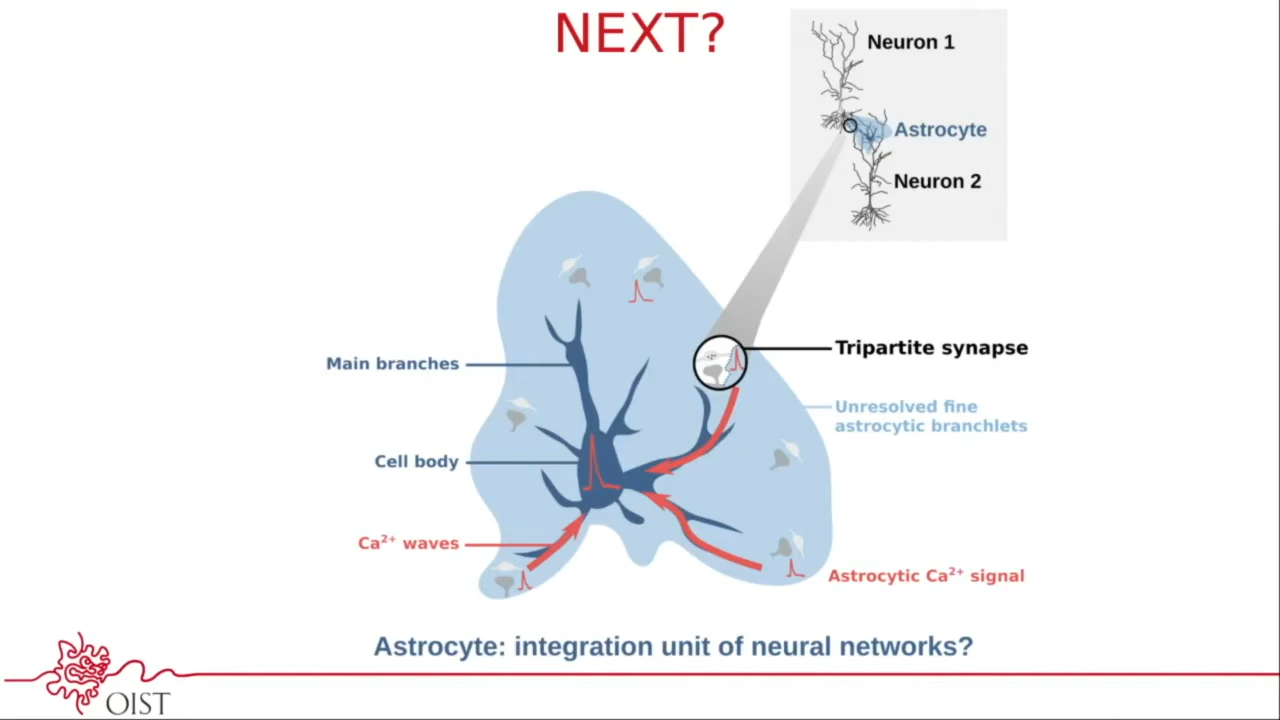 NEXT?
Neuron 1
Astrocyte
Neuron 2
Tripartite synapse
Main branches
Unresolved fine
astrocytic branchlets
Cell body
Ca²⁺ waves
Astrocytic Ca²⁺ signal
Astrocyte: integration unit of neural networks?
OIST